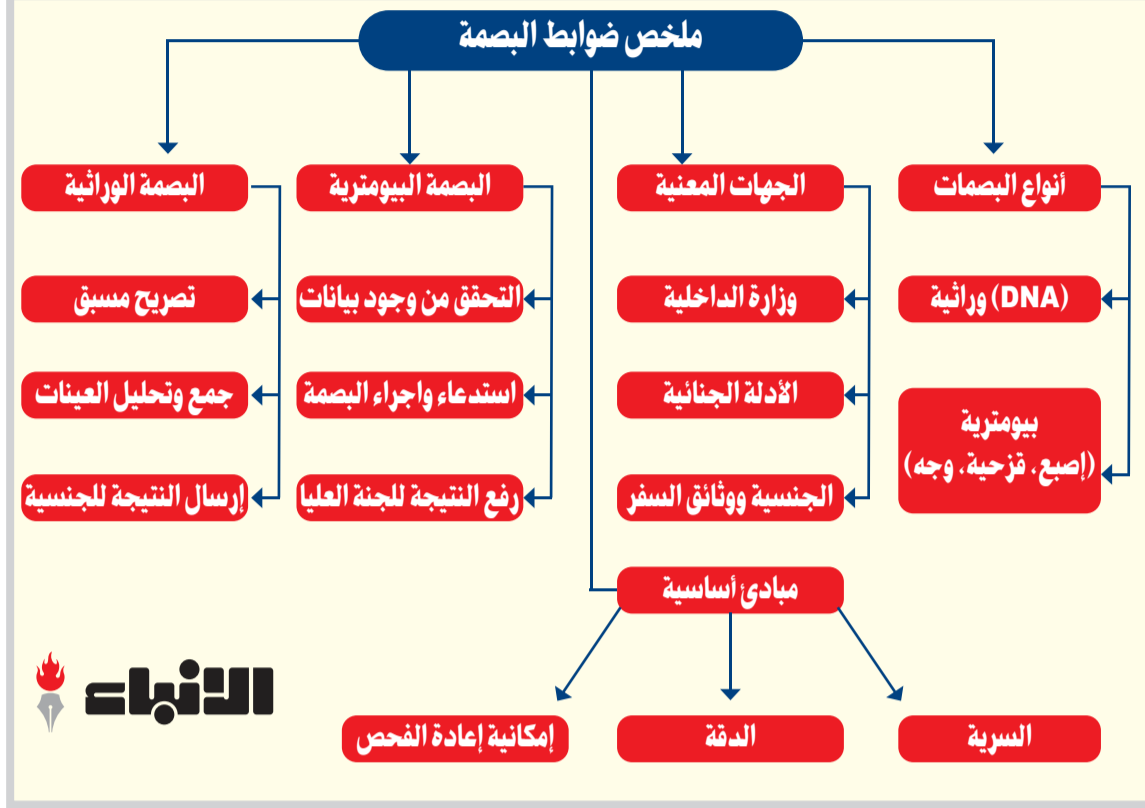 ملخص ضوابط البصمة
أنواع البصمات
(DNA) وراثية
بيومترية
(إصبع، قزحية، وجه)
الجهات المعنية
وزارة الداخلية
الأدلة الجنائية
الجنسية ووثائق السفر
البصمة البيومترية
التحقق من وجود بيانات
استدعاء واجراء البصمة
رفع النتيجة للجنة العليا
البصمة الوراثية
تصريح مسبق
جمع وتحليل العينات
إرسال النتيجة للجنسية
مبادئ أساسية
السرية
الدقة
إمكانية إعادة الفحص
الانباء